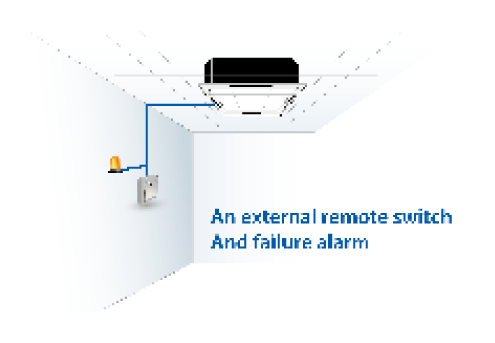 An external remote switch
And failure alarm